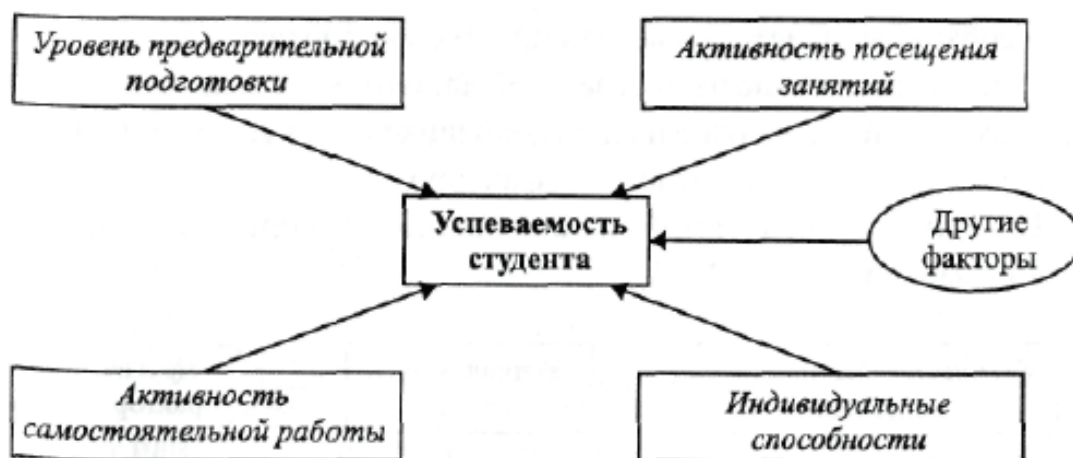 Уровень предварительной
подготовки
Активность посещения
занятий
Успеваемость
студента
Другие
факторы
Активность
самостоятельной работы
Индивидуальные
способности